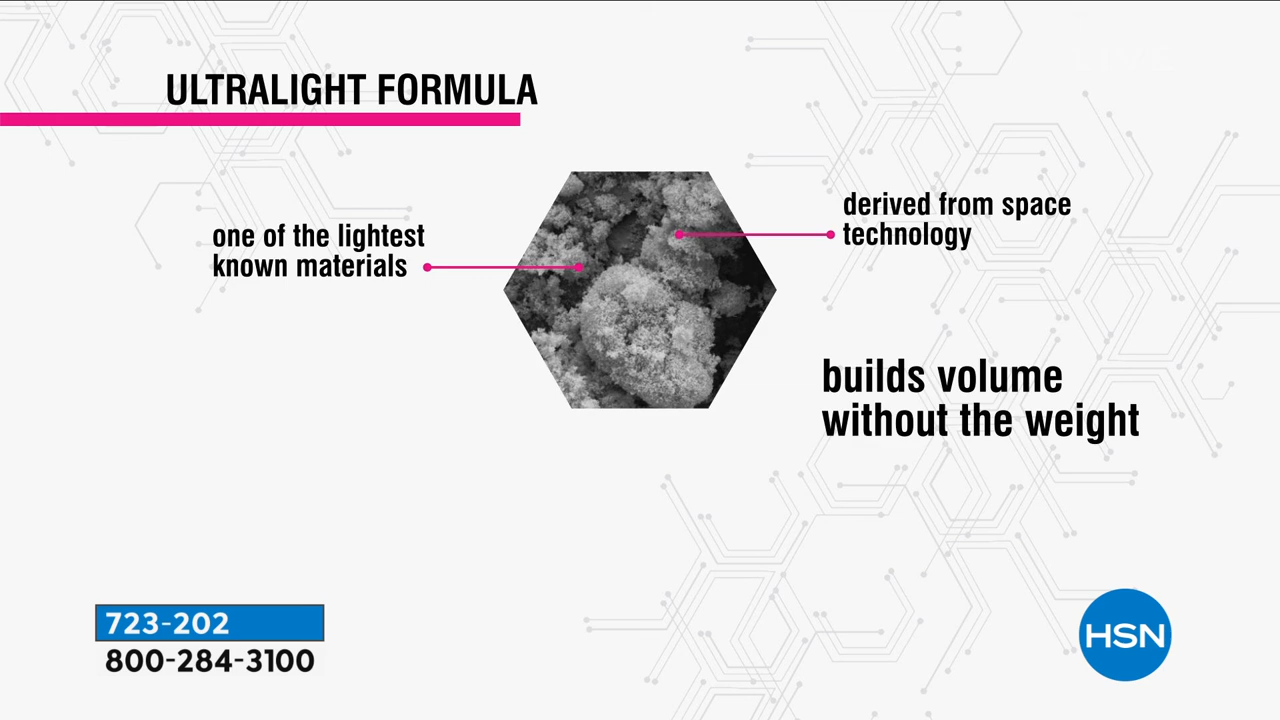 ULTRALIGHT FORMULA
one of the lightest
known materials
derived from space
technology
builds volume
without the weight
723-202
800-284-3100
HSN